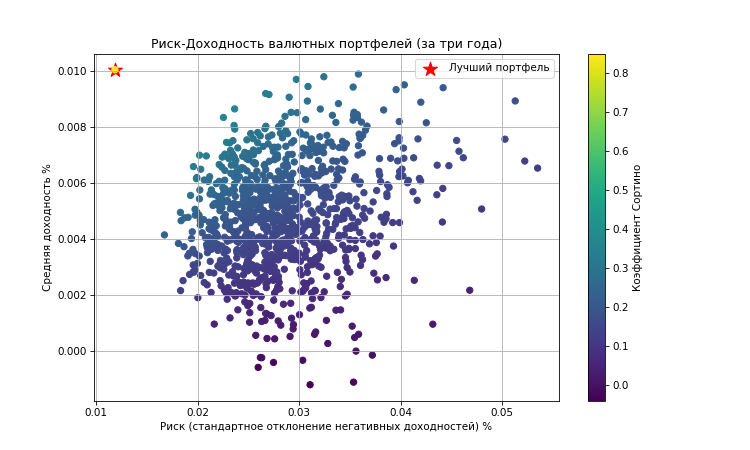 Риск-Доходность валютных портфелей (за три года)
Лучший портфель
Средняя доходность %
0.010
0.008
0.006
0.004
0.002
0.000
0.01 0.02 0.03 0.04 0.05
Риск (стандартное отклонение негативных доходностей) %
0.8
0.7
0.6
0.5
0.4
0.3
0.2
0.1
0.0
Коэффициент Сортино